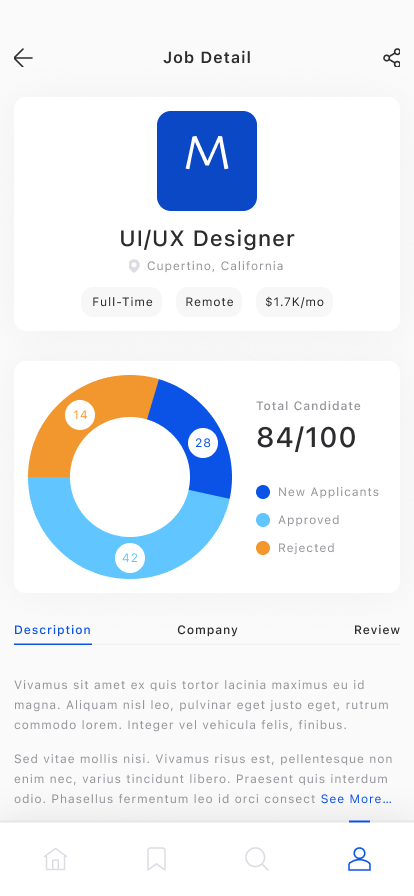 Job Detail
M
UI/UX Designer
Cupertino, California
Full-Time Remote $1.7K/mo
14
28
42
Total Candidate
84/100
New Applicants
Approved
Rejected
Description Company Review
Vivamus sit amet ex quis tortor lacinia maximus eu id
magna. Aliquam nisl leo, pulvinar eget justo eget, rutrum
commodo lorem. Integer vel vehicula felis, finibus.
Sed vitae mollis nisi. Vivamus risus est, pellentesque non
enim nec, varius tincidunt libero. Praesent quis interdum
odio. Phasellus fermentum leo id orci consect See More...